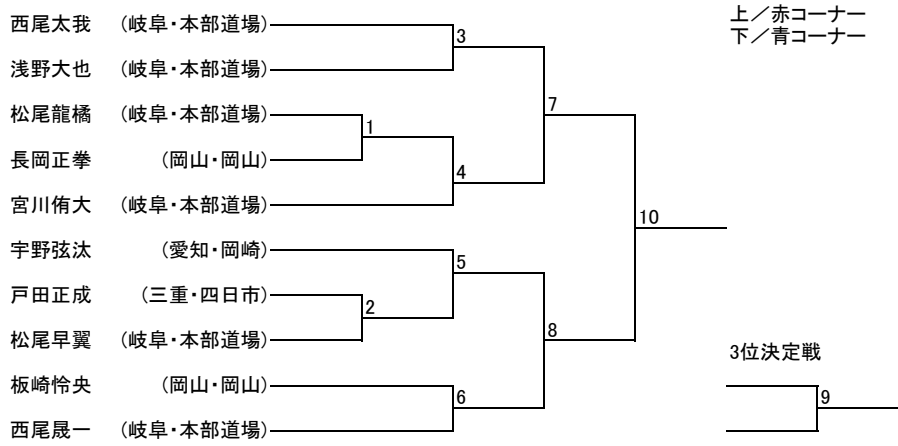 上／赤コーナー
下／青コーナー
西尾太我 (岐阜・本部道場)
3
浅野大也 (岐阜・本部道場)
7
松尾龍橘 (岐阜・本部道場)
1
長岡正拳 (岡山・岡山)
4
宮川侑大 (岐阜・本部道場)
10
宇野弦汰 (愛知・岡崎)
5
戸田正成 (三重・四日市)
2
8
松尾早翼 (岐阜・本部道場)
3位決定戦
板崎怜央 (岡山・岡山)
6
9
西尾晟一 (岐阜・本部道場)